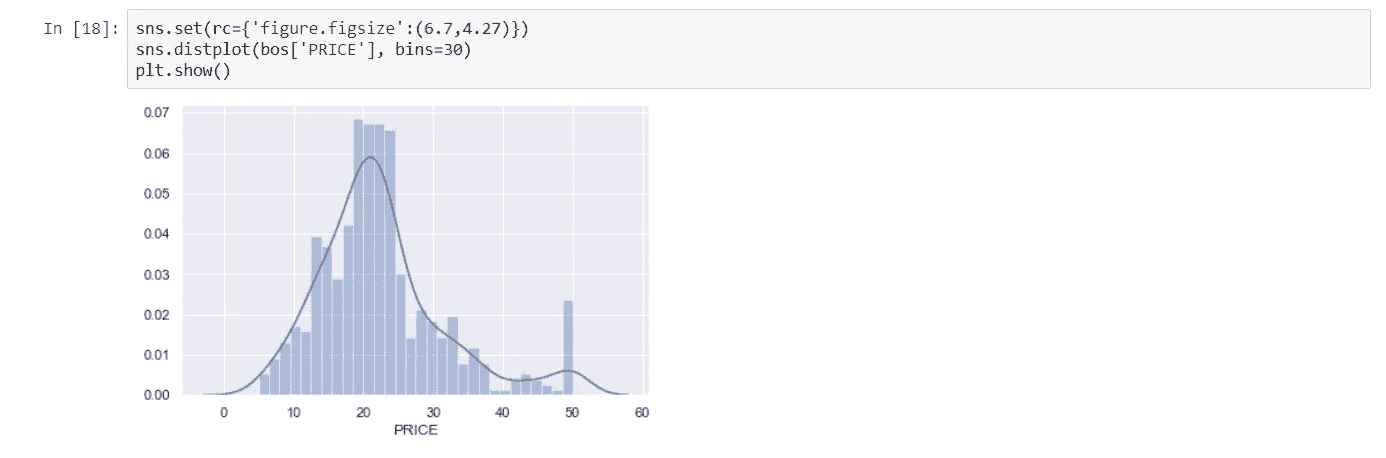 In [18]: sns.set(rc={'figure.figsize':(6.7,4.27)})
sns.distplot(bos['PRICE'], bins=30)
plt.show()
0.07
0.06
0.05
0.04
0.03
0.02
0.01
0.00
0 10 20 30 40 50 60
PRICE